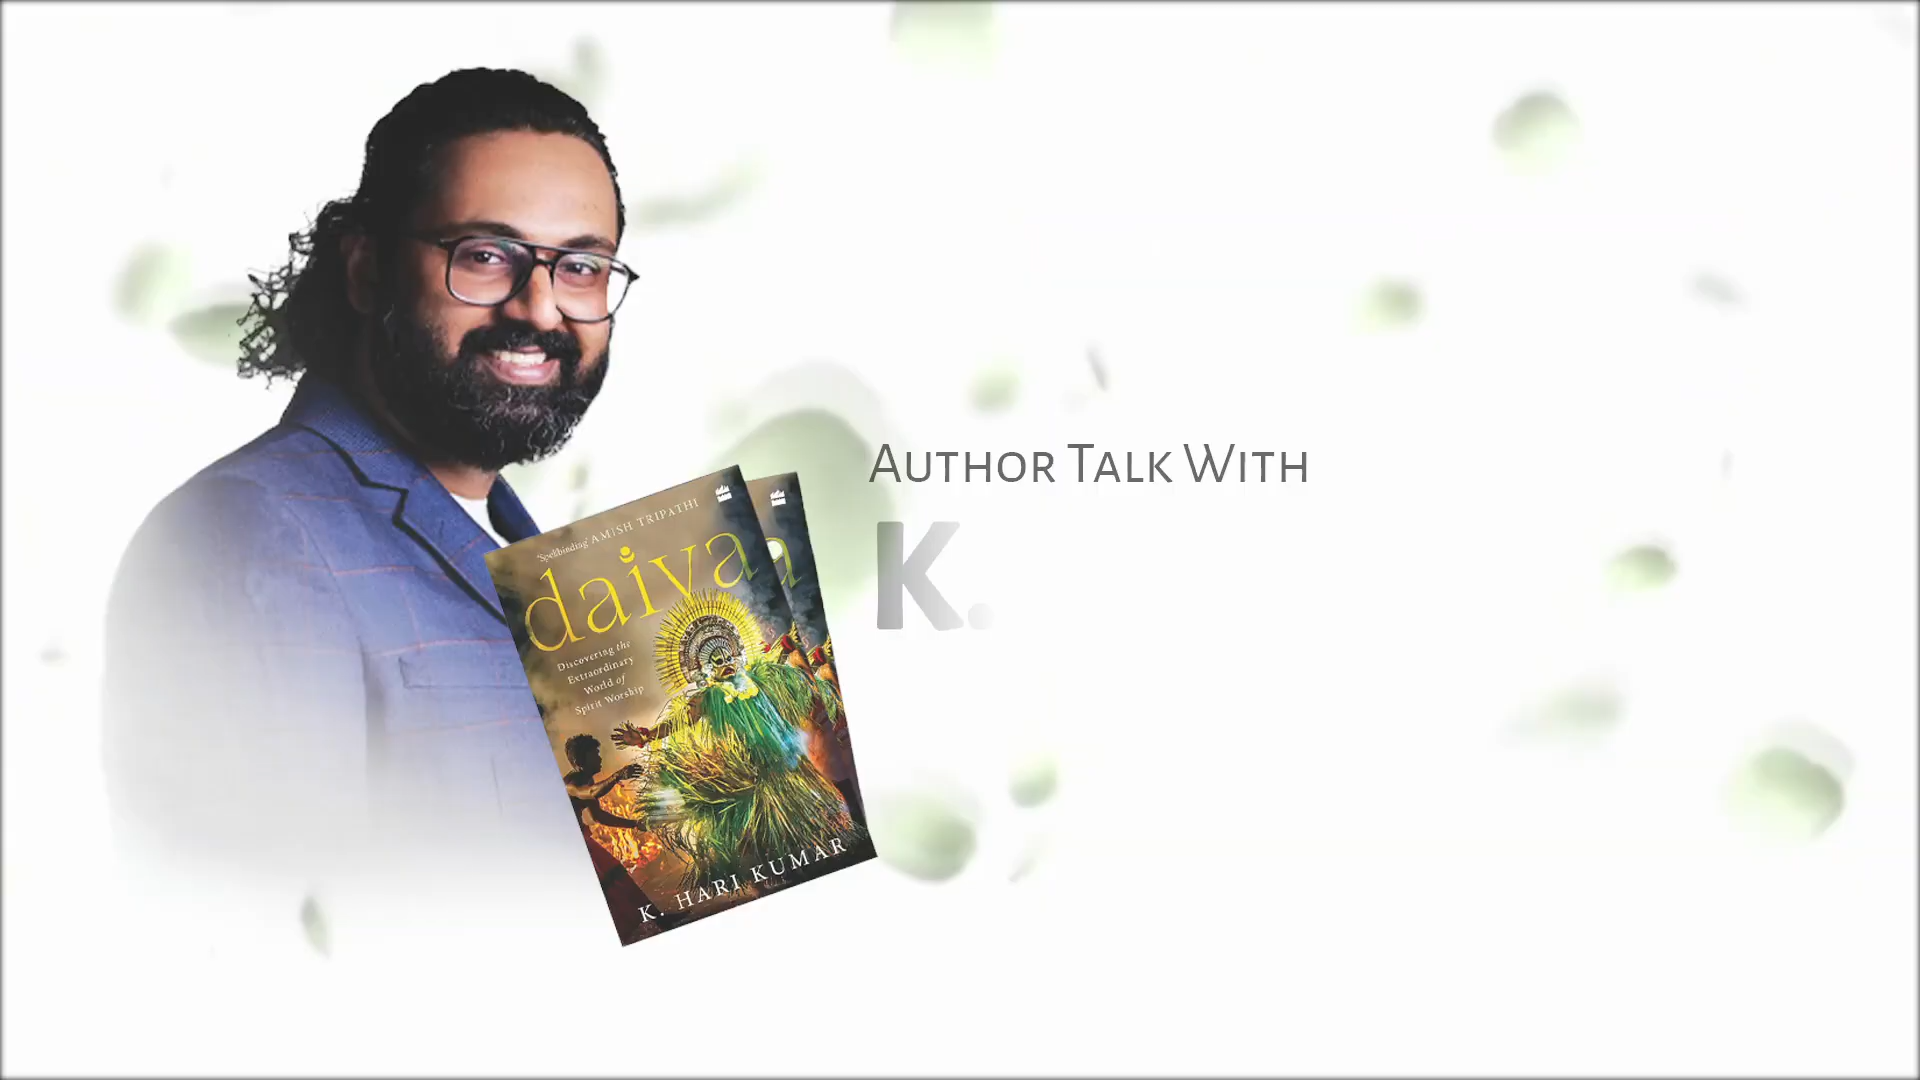 Author Talk With
K.
'Spellbinding' AMISH TRIPATHI
daiva
Discovering the
Extraordinary
World of
Spirit Worship
K. HARI KUMAR
a